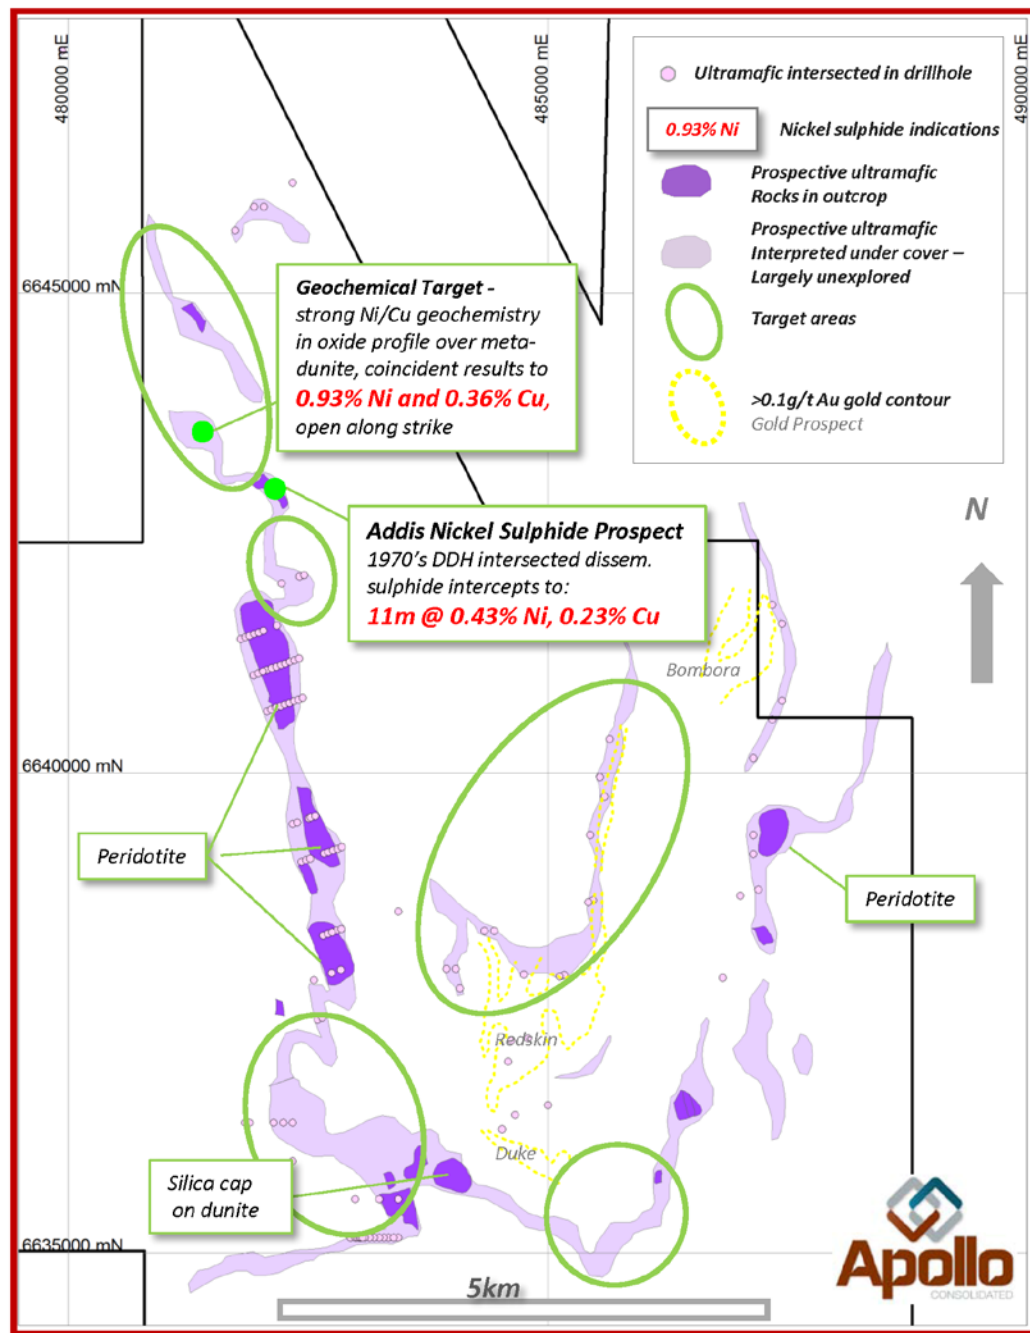 480000 mE
485000 mE
490000 mE
Ultramafic intersected in drillhole
0.93% Ni
Nickel sulphide indications
Prospective ultramafic
Rocks in outcrop
Prospective ultramafic
Interpreted under cover –
Largely unexplored
Target areas
>0.1g/t Au gold contour
Gold Prospect
6645000 mN
Geochemical Target -
strong Ni/Cu geochemistry
in oxide profile over meta-
dunite, coincident results to
0.93% Ni and 0.36% Cu,
open along strike
N
Addis Nickel Sulphide Prospect
1970's DDH intersected dissem.
sulphide intercepts to:
11m @ 0.43% Ni, 0.23% Cu
Bombora
6640000 mN
Peridotite
Peridotite
Redskin
Duke
Silica cap
on dunite
6635000 mN
5km
Apollo
CONSOLIDATED